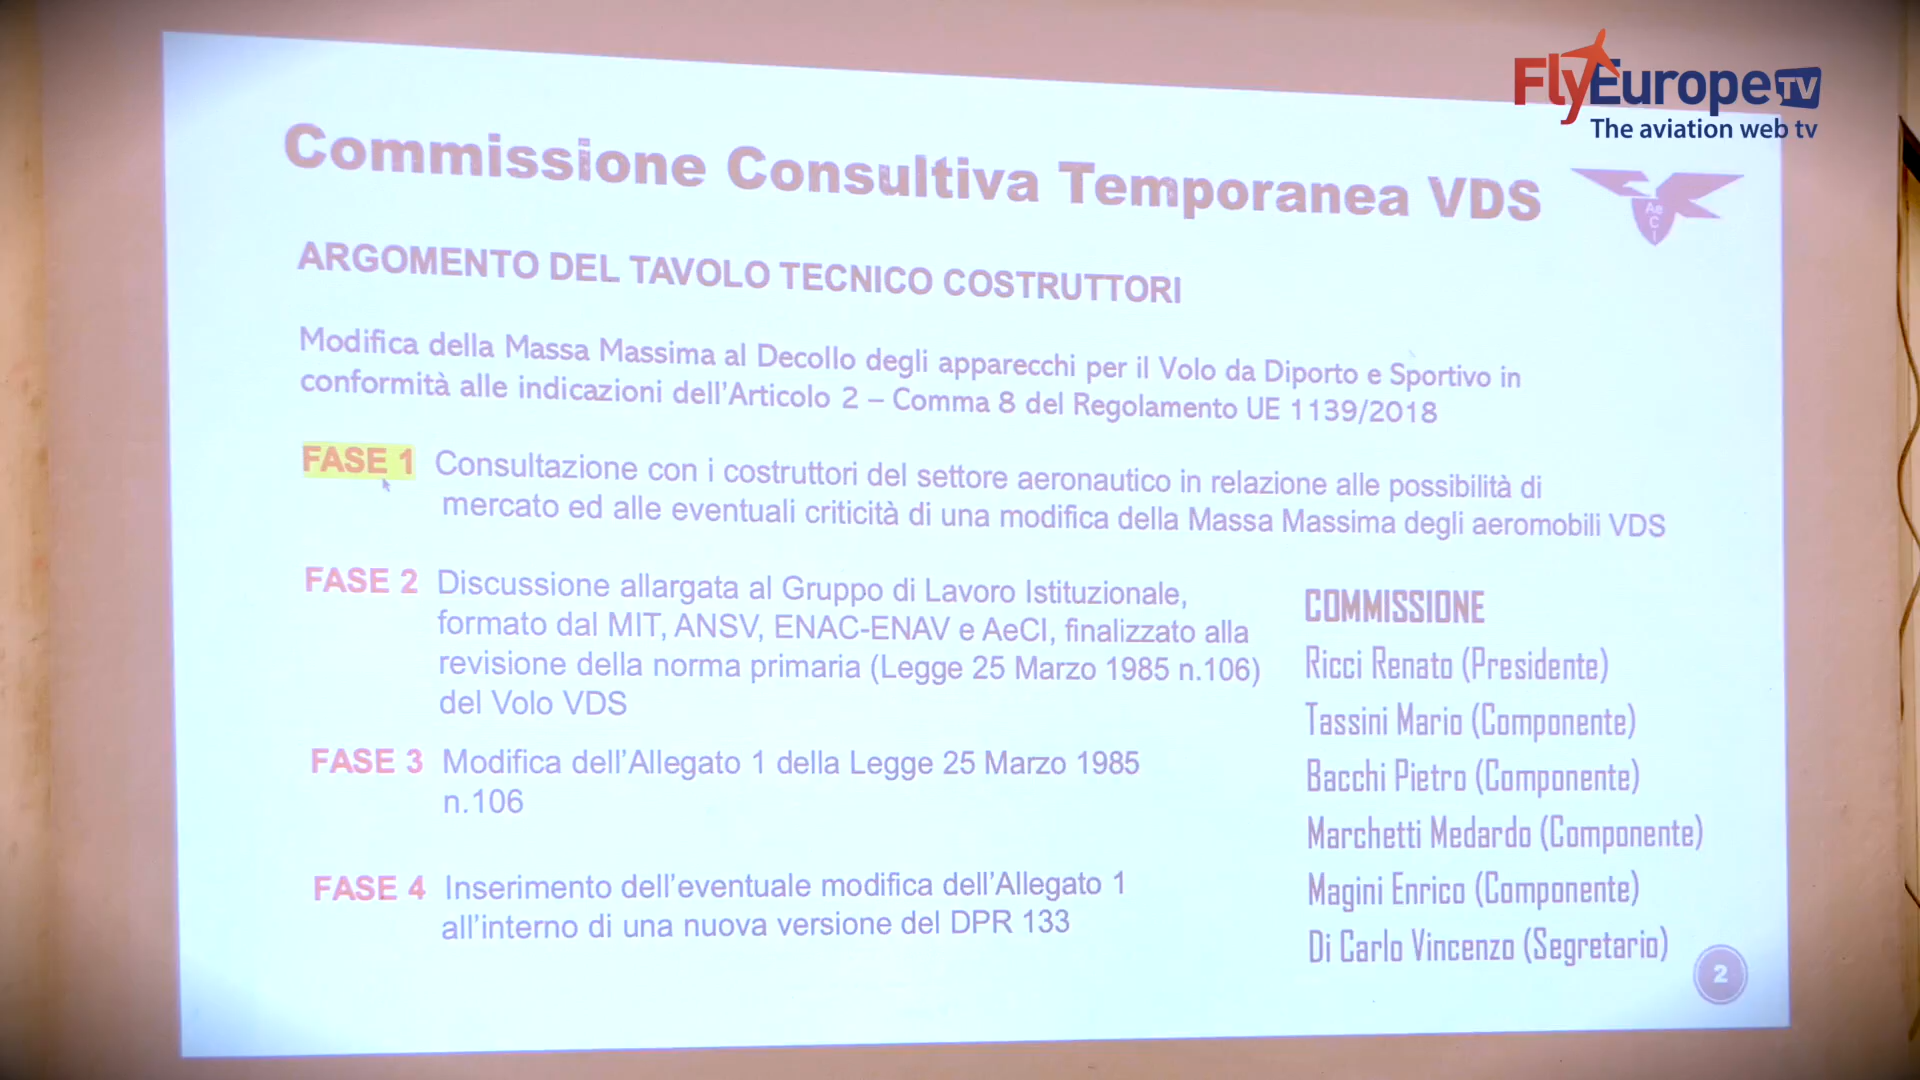 FlyEurope TV
The aviation web tv
Commissione Consultiva Temporanea VDS
Ae
C
I
ARGOMENTO DEL TAVOLO TECNICO COSTRUTTORI
Modifica della Massa Massima al Decollo degli apparecchi per il Volo da Diporto e Sportivo in
conformità alle indicazioni dell'Articolo 2 – Comma 8 del Regolamento UE 1139/2018
FASE 1 Consultazione con i costruttori del settore aeronautico in relazione alle possibilità di
mercato ed alle eventuali criticità di una modifica della Massa Massima degli aeromobili VDS
FASE 2 Discussione allargata al Gruppo di Lavoro Istituzionale,
formato dal MIT, ANSV, ENAC-ENAV e AeCI, finalizzato alla
revisione della norma primaria (Legge 25 Marzo 1985 n.106)
del Volo VDS
FASE 3 Modifica dell'Allegato 1 della Legge 25 Marzo 1985
n.106
FASE 4 Inserimento dell'eventuale modifica dell'Allegato 1
all'interno di una nuova versione del DPR 133
COMMISSIONE
Ricci Renato (Presidente)
Tassini Mario (Componente)
Bacchi Pietro (Componente)
Marchetti Medardo (Componente)
Magini Enrico (Componente)
Di Carlo Vincenzo (Segretario)
2